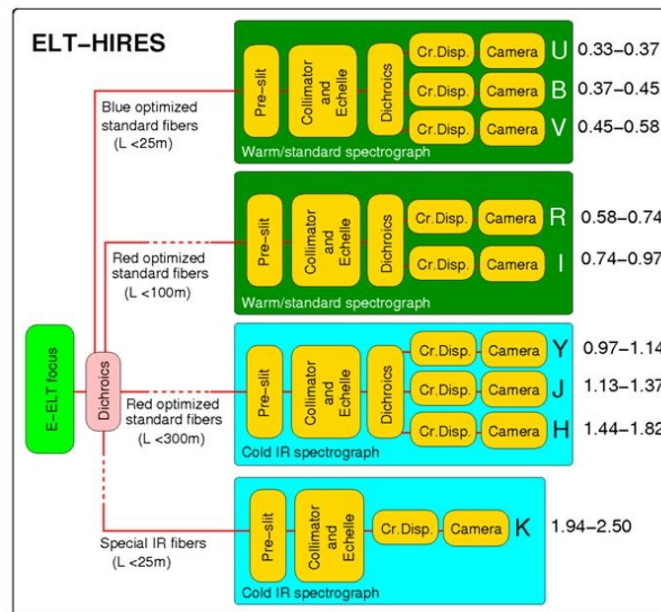 ELT-HIRES
Blue optimized
standard fibers
(L <25m)
Pre-slit
Collimator
and
Echelle
Dichroics
Cr.Disp. Camera U 0.33-0.37
Cr.Disp. Camera B 0.37-0.45
Cr.Disp. Camera V 0.45-0.58
Warm/standard spectrograph
Red optimized
standard fibers
(L <100m)
Pre-slit
Collimator
and
Echelle
Dichroics
Cr.Disp. Camera R 0.58-0.74
Cr.Disp. Camera I 0.74-0.97
Warm/standard spectrograph
E-ELT focus
Dichroics
Red optimized
standard fibers
(L <300m)
Pre-slit
Collimator
and
Echelle
Dichroics
Cr.Disp. Camera Y 0.97-1.14
Cr.Disp. Camera J 1.13-1.37
Cr.Disp. Camera H 1.44-1.82
Cold IR spectrograph
Special IR fibers
(L <25m)
Pre-slit
Collimator
and
Echelle
Cr.Disp. Camera K 1.94-2.50
Cold IR spectrograph